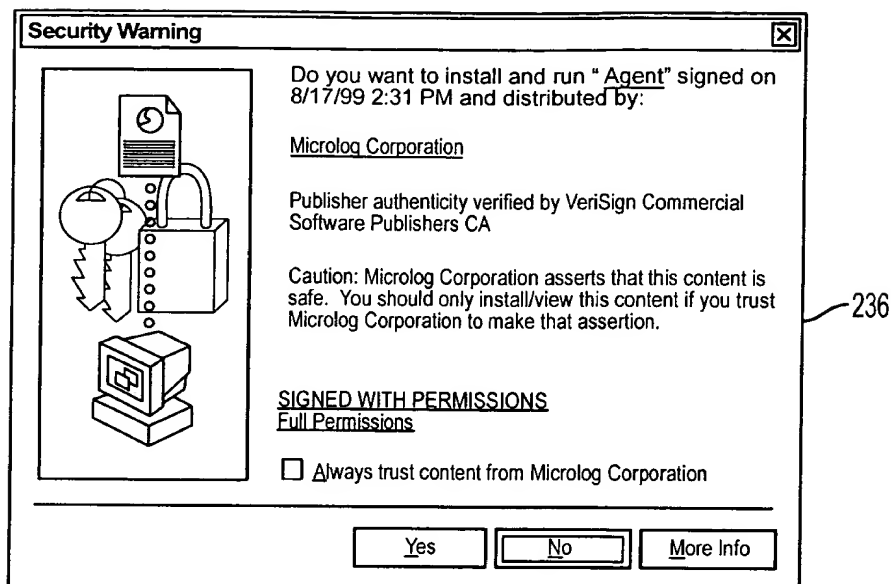 Security Warning
Do you want to install and run “ Agent” signed on
8/17/99 2:31 PM and distributed by:
Microlog Corporation
Publisher authenticity verified by VeriSign Commercial
Software Publishers CA
Caution: Microlog Corporation asserts that this content is
safe. You should only install/view this content if you trust
Microlog Corporation to make that assertion.
236
SIGNED WITH PERMISSIONS
Full Permissions
Always trust content from Microlog Corporation
Yes No More Info